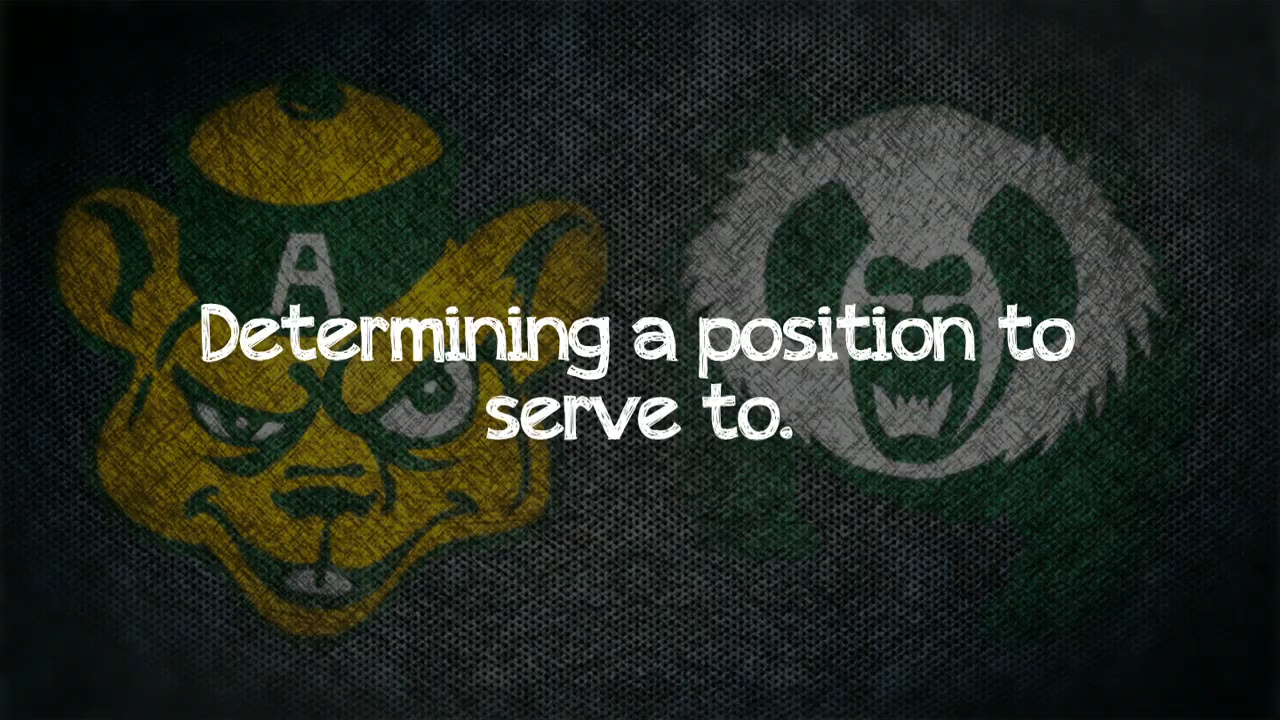 A
Determining a position to
serve to.